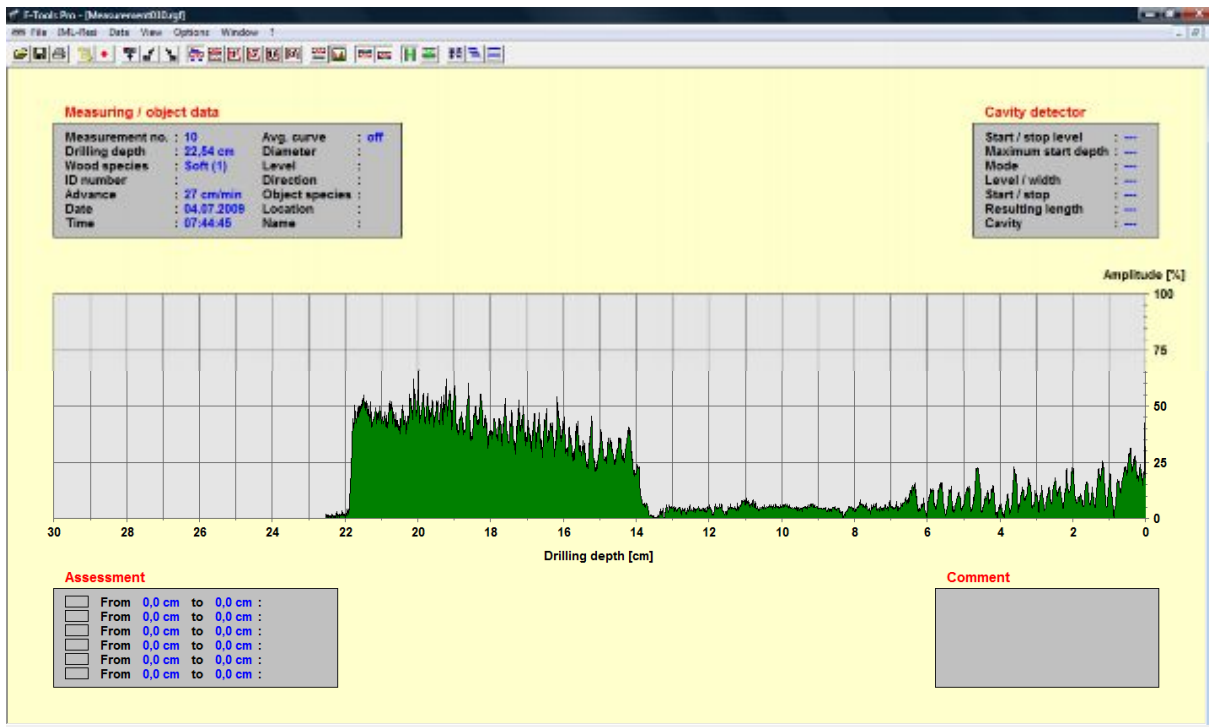 F-Tools Pro - [Measurement010.rgf]
File IML-Resi Data View Options Window ?
Measuring / object data
Measurement no. : 10 Avg. curve : off
Drilling depth : 22,54 cm Diameter :
Wood species : Soft (1) Level :
ID number : Direction :
Advance : 27 cm/min Object species :
Date : 04.07.2009 Location :
Time : 07:44:45 Name :
Cavity detector
Start / stop level : ---
Maximum start depth : ---
Mode : ---
Level / width : ---
Start / stop : ---
Resulting length : ---
Cavity : ---
Amplitude [%]
100
75
50
25
0
30 28 26 24 22 20 18 16 14 12 10 8 6 4 2 0
Drilling depth [cm]
Assessment
From 0,0 cm to 0,0 cm :
From 0,0 cm to 0,0 cm :
From 0,0 cm to 0,0 cm :
From 0,0 cm to 0,0 cm :
From 0,0 cm to 0,0 cm :
From 0,0 cm to 0,0 cm :
Comment